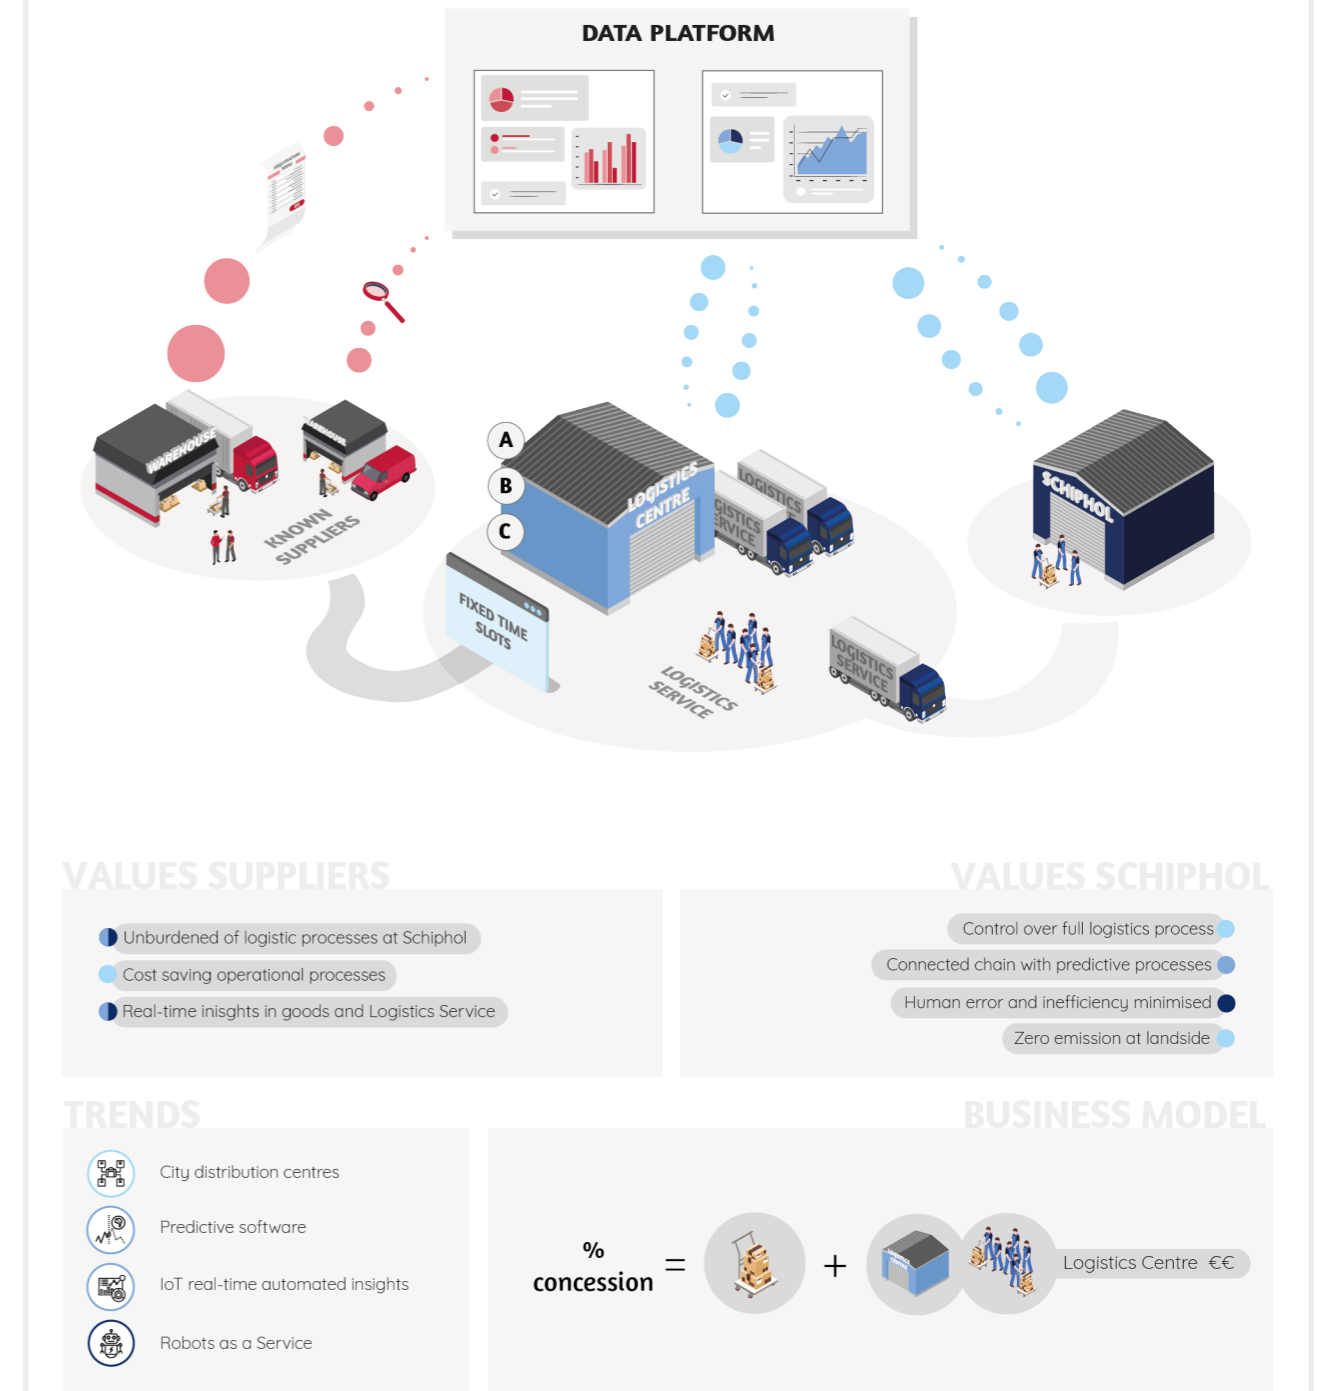 DATA PLATFORM
WAREHOUSE
WAREHOUSE
KNOWN
SUPPLIERS
A
B
C
LOGISTICS
CENTRE
LOGISTICS
LOGISTICS
SERVICE
SCHIPHOL
FIXED TIME
SLOTS
LOGISTICS
SERVICE
LOGISTICS
SERVICE
VALUES SUPPLIERS
Unburdened of logistic processes at Schiphol
Cost saving operational processes
Real-time inisghts in goods and Logistics Service
VALUES SCHIPHOL
Control over full logistics process
Connected chain with predictive processes
Human error and inefficiency minimised
Zero emission at landside
TRENDS
City distribution centres
Predictive software
IoT real-time automated insights
Robots as a Service
BUSINESS MODEL
%
concession
=
+
Logistics Centre €€